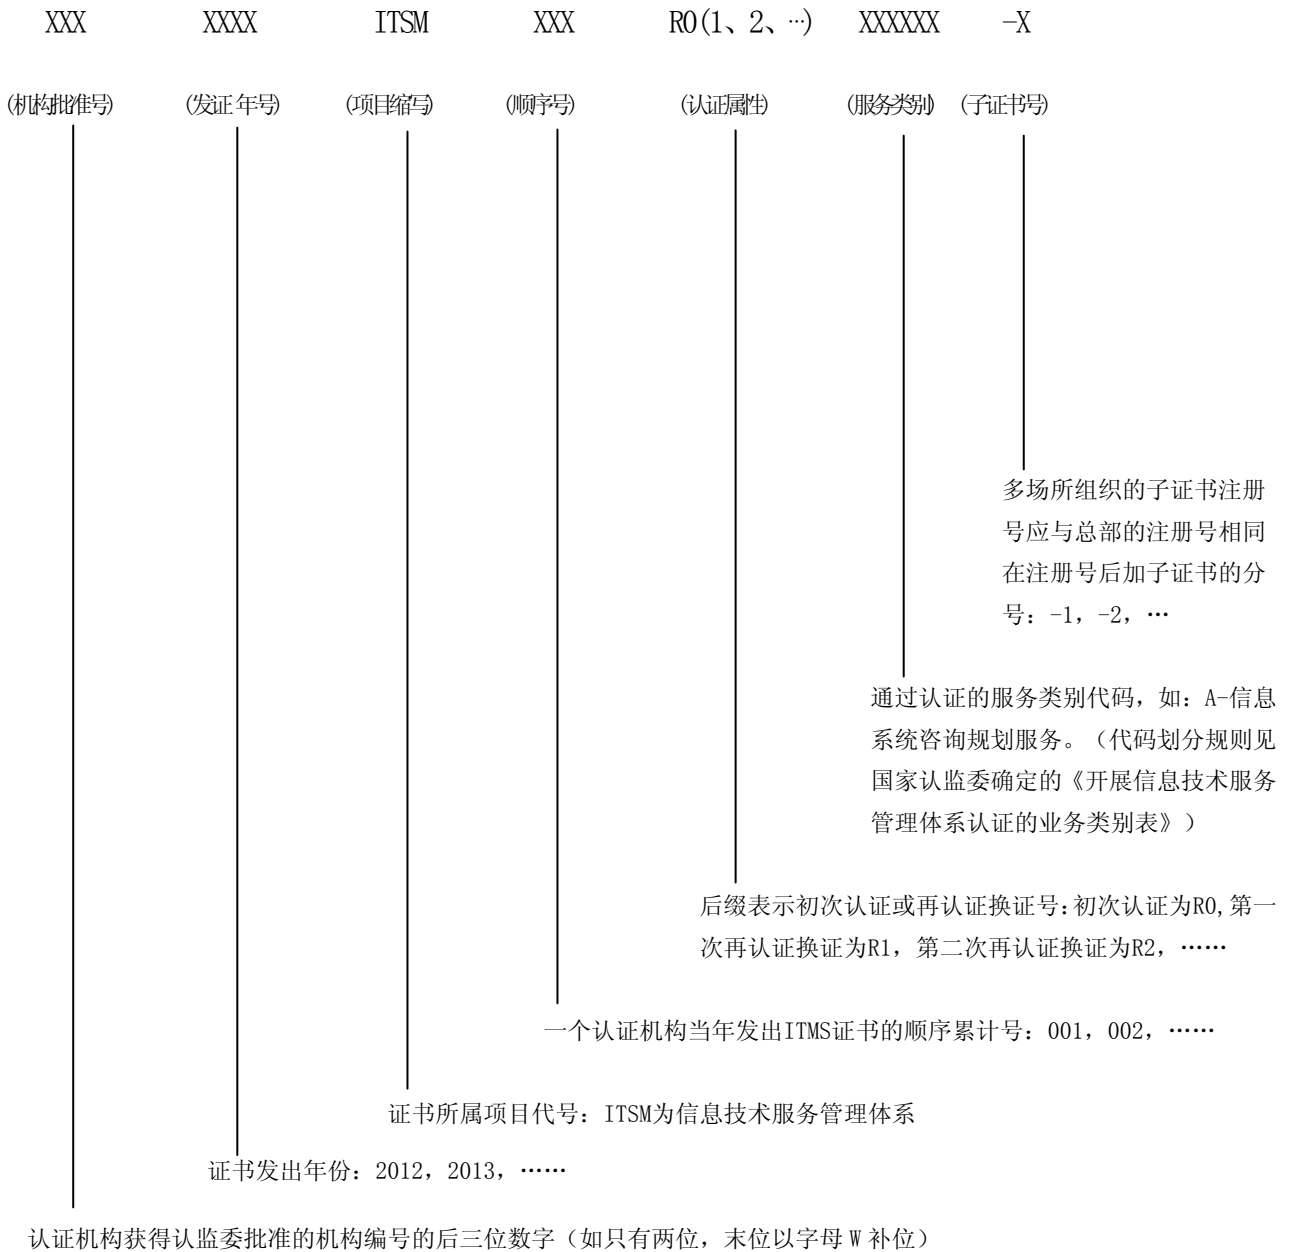 XXX XXXX ITSM XXX R0(1、2、…) XXXXXX -X
(机构批准号) (发证 年号) (项目缩写) (顺序号) (认证属性) (服务类别) (子证书号)
多场所组织的子证书注册
号应与总部的注册号相同
在注册号后加子证书的分
号：-1，-2，…
通过认证的服务类别代码，如：A-信息
系统咨询规划服务。（代码划分规则见
国家认监委确定的《开展信息技术服务
管理体系认证的业务类别表》）
后缀表示初次认证或再认证换证号:初次认证为R0,第一
次再认证换证为R1，第二次再认证换证为R2，……
一个认证机构当年发出ITMS证书的顺序累计号：001，002，……
证书所属项目代号：ITSM为信息技术服务管理体系
证书发出年份：2012，2013，……
认证机构获得认监委批准的机构编号的后三位数字（如只有两位，末位以字母 W 补位）